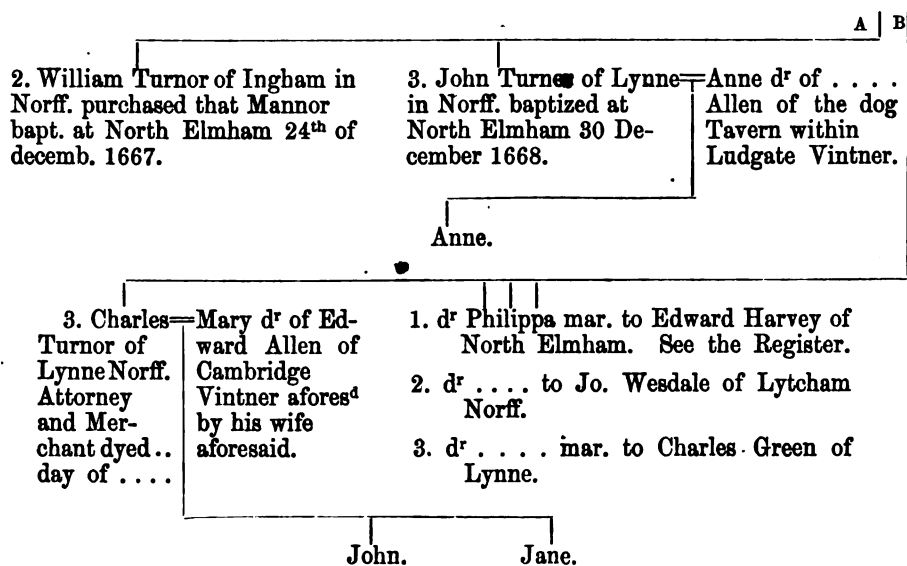 A B
2. William Turnor of Ingham in
Norff. purchased that Mannor
bapt. at North Elmham 24th of
decemb. 1667.
3. John Turnor of Lynne
in Norff. baptized at
North Elmham 30 De-
cember 1668.
Anne dr of . . . .
Allen of the dog
Tavern within
Ludgate Vintner.
Anne.
3. Charles
Turnor of
Lynne Norff.
Attorney
and Mer-
chant dyed . .
day of . . . .
Mary dr of Ed-
ward Allen of
Cambridge
Vintner aforesd
by his wife
aforesaid.
1. dr Philippa mar. to Edward Harvey of
North Elmham. See the Register.
2. dr . . . . to Jo. Wesdale of Lytcham
Norff.
3. dr . . . . mar. to Charles Green of
Lynne.
John. Jane.